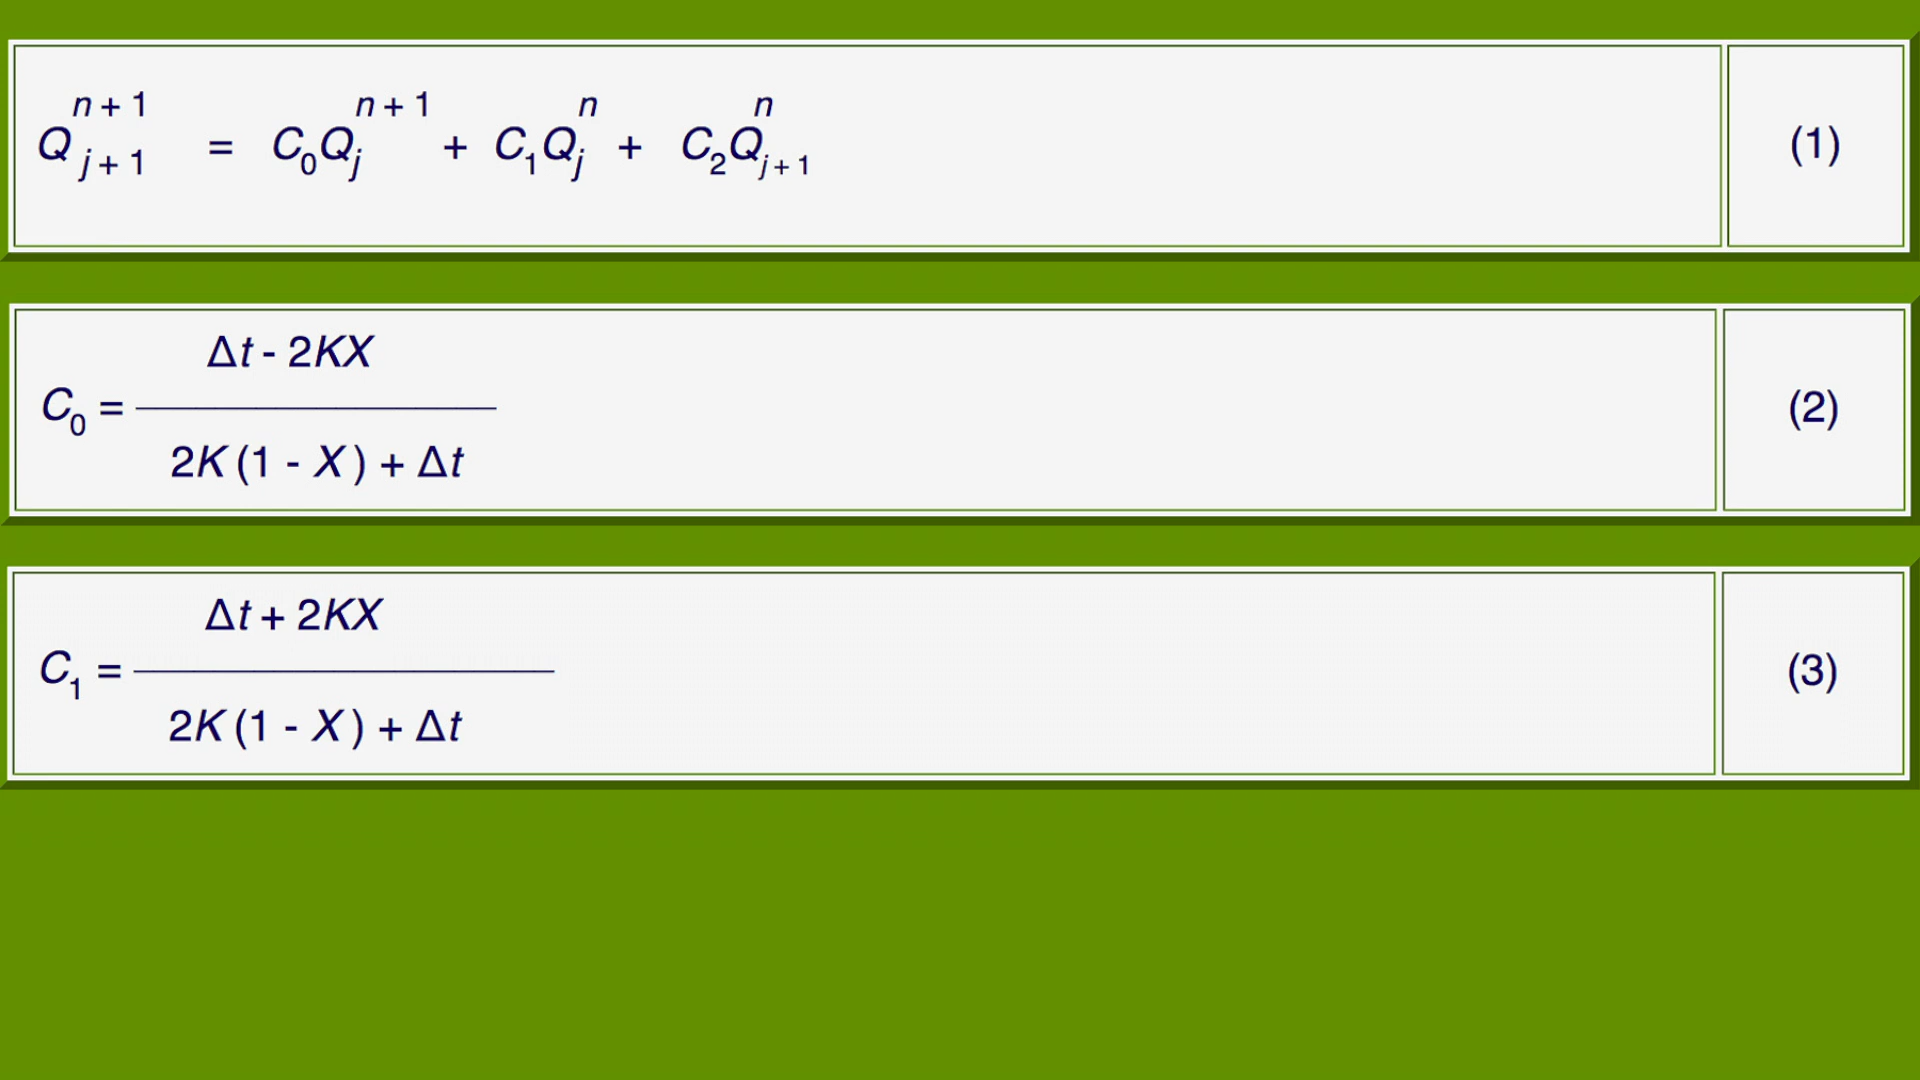 Q_{j+1}^{n+1} = C_0Q_j^{n+1} + C_1Q_j^n + C_2Q_{j+1}^n (1)
C_0 = (Δt - 2KX) / (2K(1 - X) + Δt) (2)
C_1 = (Δt + 2KX) / (2K(1 - X) + Δt) (3)